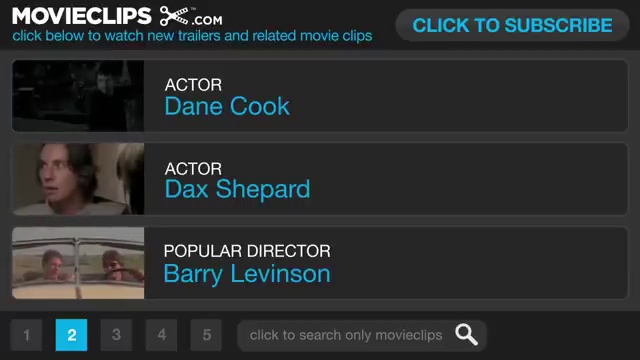 MOVIECLIPS .COM
CLICK TO SUBSCRIBE
click below to watch new trailers and related movie clips
ACTOR
Dane Cook
ACTOR
Dax Shepard
POPULAR DIRECTOR
Barry Levinson
1 2 3 4 5 click to search only movieclips